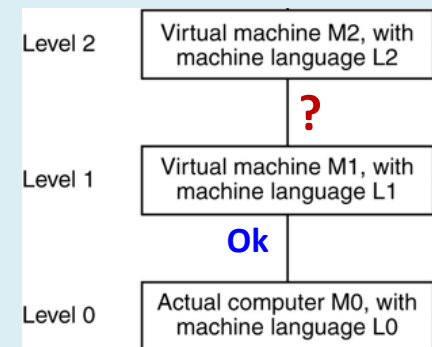 Level 2
Virtual machine M2, with
machine language L2
?
Level 1
Virtual machine M1, with
machine language L1
Ok
Level 0
Actual computer M0, with
machine language L0